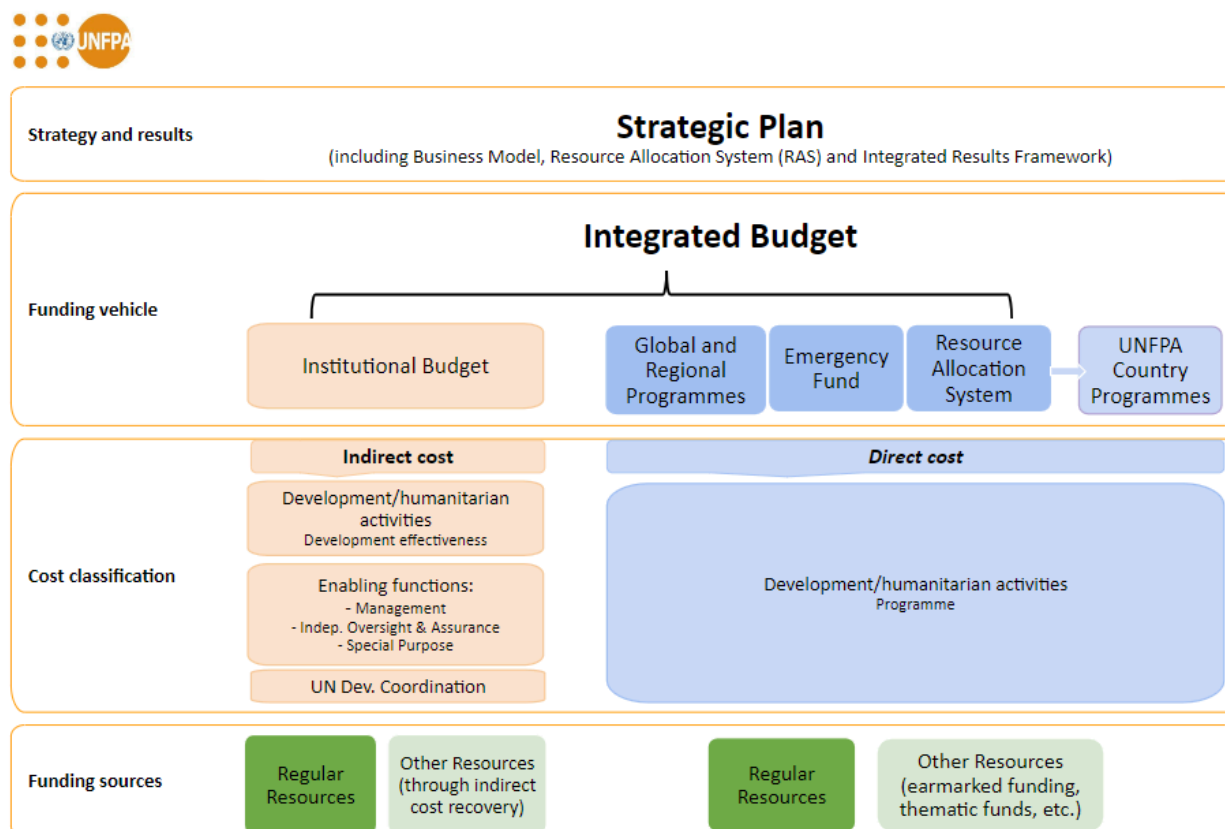 UNFPA
Strategy and results
Strategic Plan
(including Business Model, Resource Allocation System (RAS) and Integrated Results Framework)
Integrated Budget
Funding vehicle
Institutional Budget
Global and
Regional
Programmes
Emergency
Fund
Resource
Allocation
System
UNFPA
Country
Programmes
Cost classification
Indirect cost
Development/humanitarian
activities
Development effectiveness
Enabling functions:
- Management
- Indep. Oversight & Assurance
- Special Purpose
UN Dev. Coordination
Direct cost
Development/humanitarian activities
Programme
Funding sources
Regular
Resources
Other Resources
(through indirect
cost recovery)
Regular
Resources
Other Resources
(earmarked funding,
thematic funds, etc.)